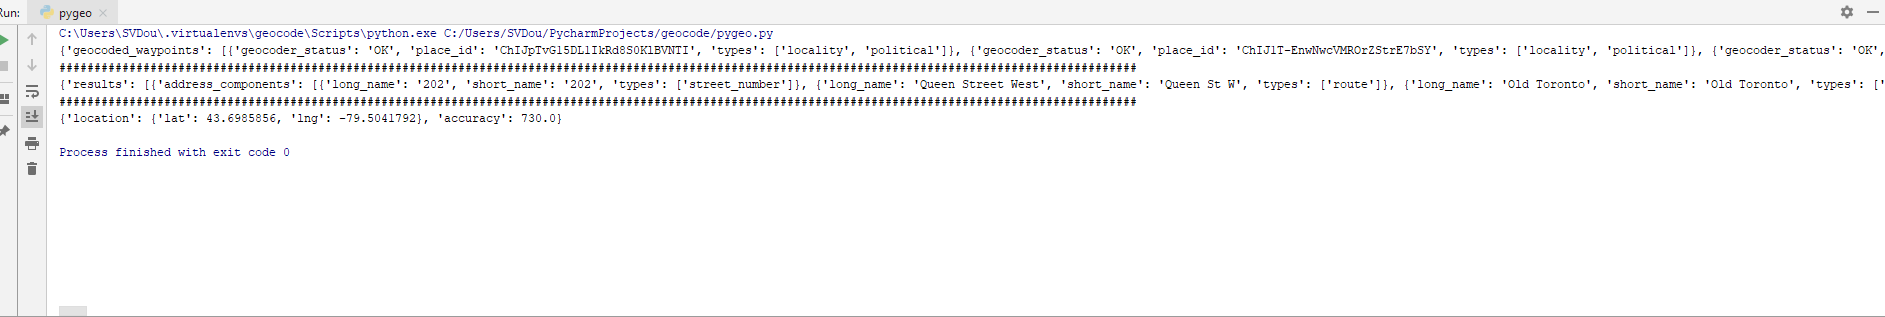 Run: pygeo
C:\Users\SVDou\.virtualenvs\geocode\Scripts\python.exe C:/Users/SVDou/PycharmProjects/geocode/pygeo.py
{'geocoded_waypoints': [{'geocoder_status': 'OK', 'place_id': 'ChIJpTvG15DL1IkRd8S0KlBVNTI', 'types': ['locality', 'political']}, {'geocoder_status': 'OK', 'place_id': 'ChIJlT-EnwNwcVMROrZStrE7bSY', 'types': ['locality', 'political']}, {'geocoder_status': 'OK',
##########################################################################################################################################################
{'results': [{'address_components': [{'long_name': '202', 'short_name': '202', 'types': ['street_number']}, {'long_name': 'Queen Street West', 'short_name': 'Queen St W', 'types': ['route']}, {'long_name': 'Old Toronto', 'short_name': 'Old Toronto', 'types': ['
##########################################################################################################################################################
{'location': {'lat': 43.6985856, 'lng': -79.5041792}, 'accuracy': 730.0}
Process finished with exit code 0